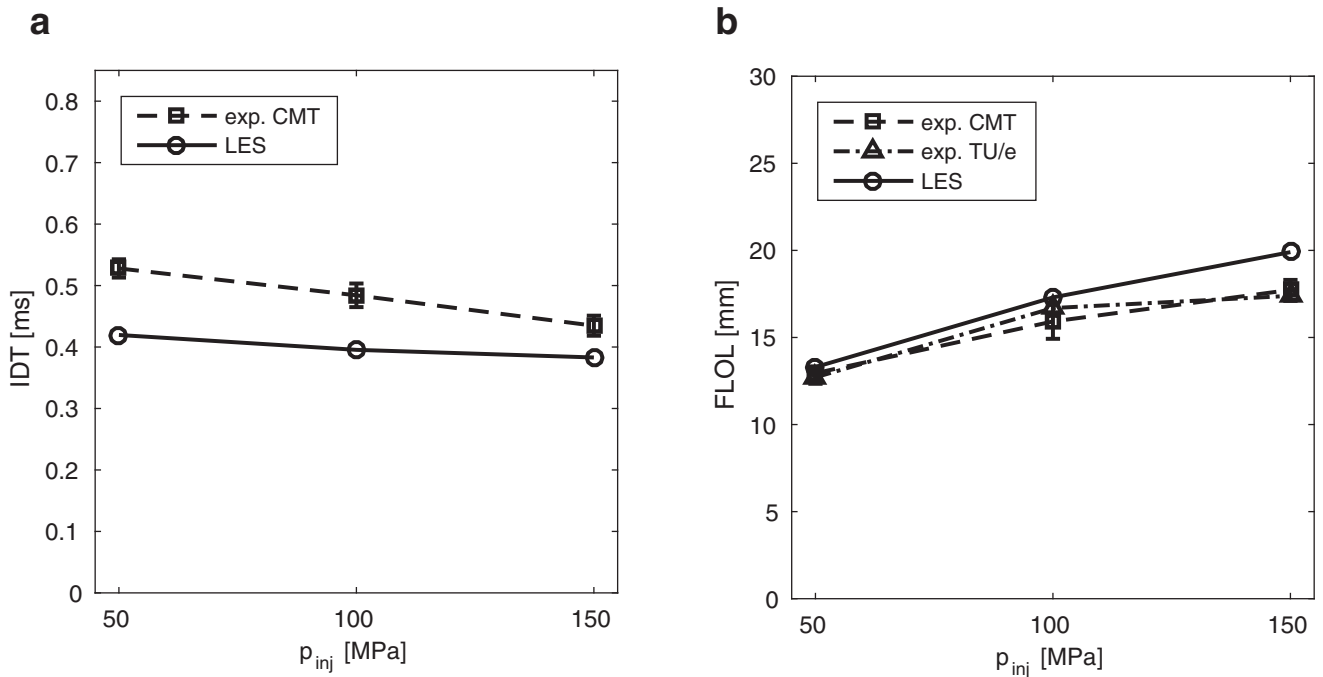 a
0.8
0.7
0.6
0.5
0.4
0.3
0.2
0.1
0
IDT [ms]
exp. CMT
LES
50 100 150
p_inj [MPa]
b
30
25
20
15
10
5
0
FLOL [mm]
exp. CMT
exp. TU/e
LES
50 100 150
p_inj [MPa]